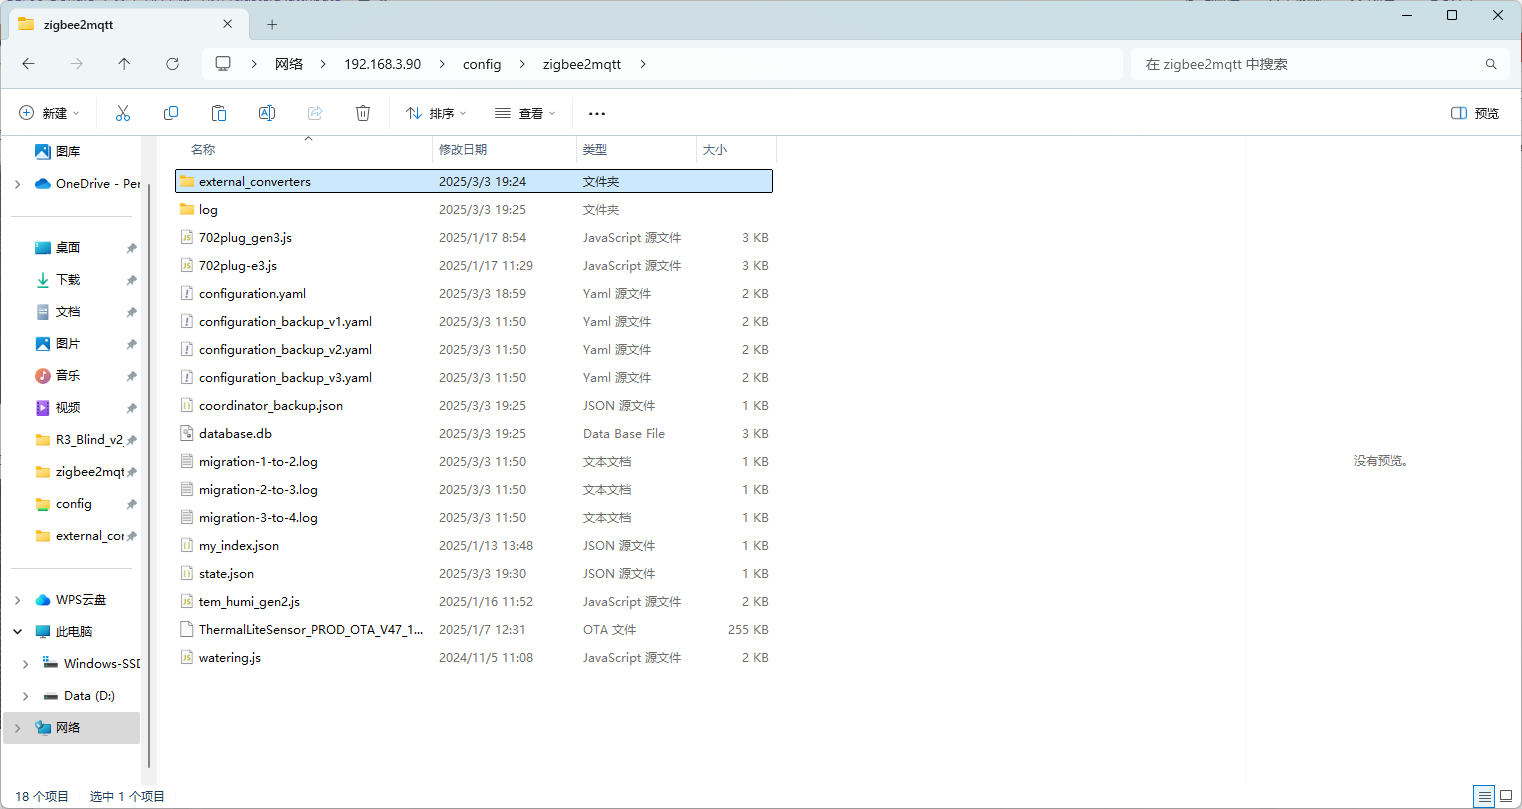 zigbee2mqtt
网络 192.168.3.90 config zigbee2mqtt
在 zigbee2mqtt 中搜索
新建 排序 查看 预览
图库
OneDrive - Per
桌面
下载
文档
图片
音乐
视频
R3_Blind_v2_
zigbee2mqt
config
external_cor
WPS云盘
此电脑
Windows-SSD
Data (D:)
网络
名称 修改日期 类型 大小
external_converters 2025/3/3 19:24 文件夹
log 2025/3/3 19:25 文件夹
702plug_gen3.js 2025/1/17 8:54 JavaScript 源文件 3 KB
702plug-e3.js 2025/1/17 11:29 JavaScript 源文件 3 KB
configuration.yaml 2025/3/3 18:59 Yaml 源文件 2 KB
configuration_backup_v1.yaml 2025/3/3 11:50 Yaml 源文件 2 KB
configuration_backup_v2.yaml 2025/3/3 11:50 Yaml 源文件 2 KB
configuration_backup_v3.yaml 2025/3/3 11:50 Yaml 源文件 2 KB
coordinator_backup.json 2025/3/3 19:25 JSON 源文件 1 KB
database.db 2025/3/3 19:25 Data Base File 3 KB
migration-1-to-2.log 2025/3/3 11:50 文本文档 1 KB
migration-2-to-3.log 2025/3/3 11:50 文本文档 1 KB
migration-3-to-4.log 2025/3/3 11:50 文本文档 1 KB
my_index.json 2025/1/13 13:48 JSON 源文件 1 KB
state.json 2025/3/3 19:30 JSON 源文件 1 KB
tem_humi_gen2.js 2025/1/16 11:52 JavaScript 源文件 2 KB
ThermalLiteSensor_PROD_OTA_V47_1... 2025/1/7 12:31 OTA 文件 255 KB
watering.js 2024/11/5 11:08 JavaScript 源文件 2 KB
没有预览。
18 个项目 选中 1 个项目